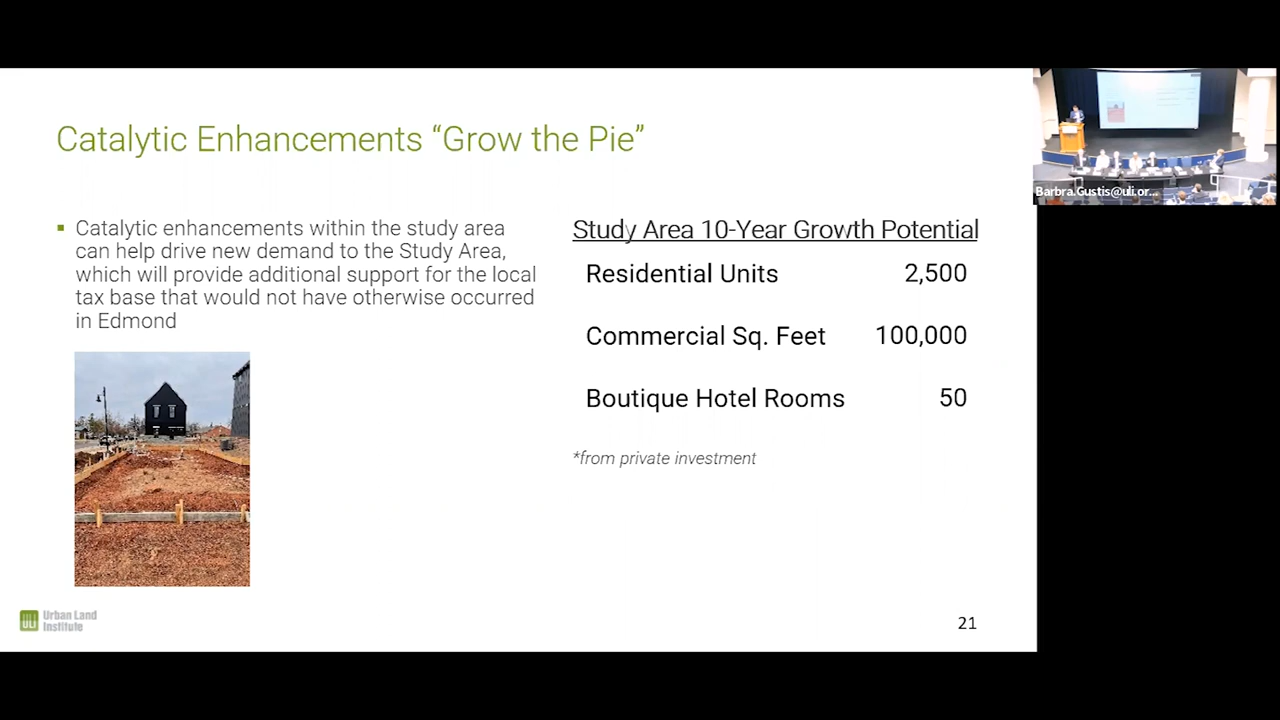 Catalytic Enhancements “Grow the Pie”
▪ Catalytic enhancements within the study area
can help drive new demand to the Study Area,
which will provide additional support for the local
tax base that would not have otherwise occurred
in Edmond
Study Area 10-Year Growth Potential
Residential Units 2,500
Commercial Sq. Feet 100,000
Boutique Hotel Rooms 50
*from private investment
ULI Urban Land
Institute
21
Barbra.Gustis@uli.or...